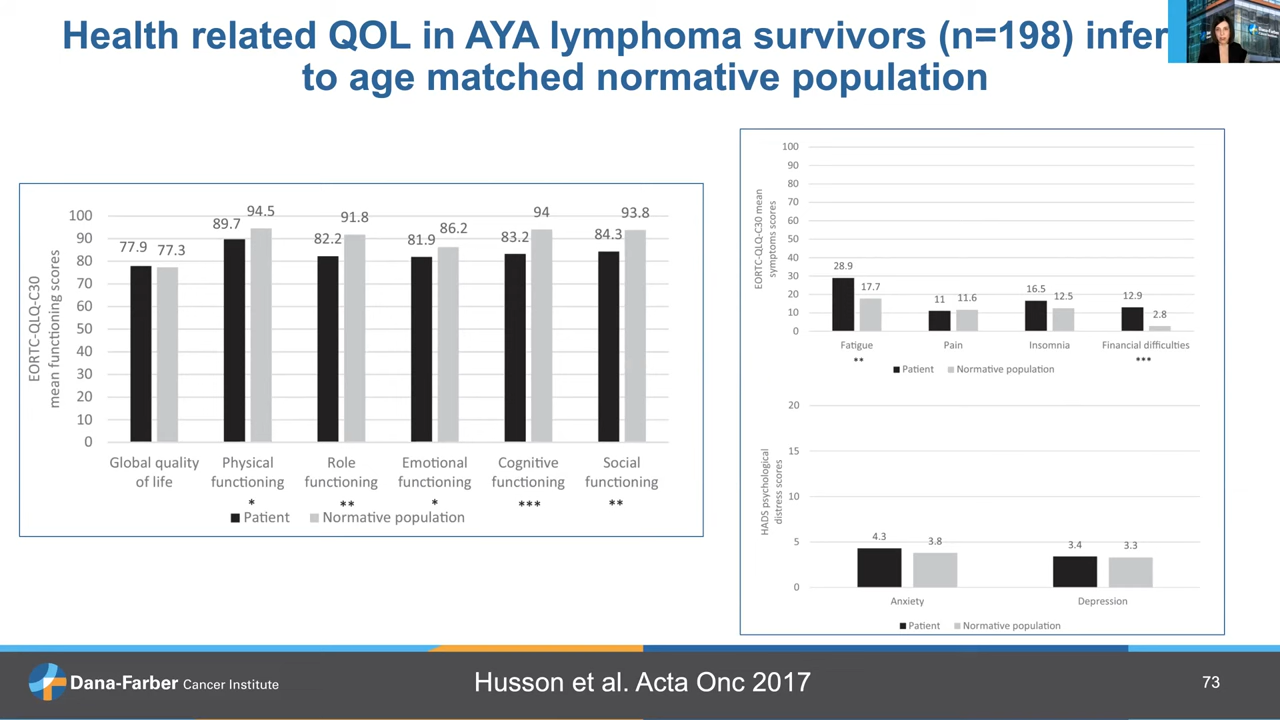 Health related QOL in AYA lymphoma survivors (n=198) infer
to age matched normative population
EORTC-QLQ-C30
mean functioning scores
100
90
80
70
60
50
40
30
20
10
0
77.9 77.3
89.7 94.5
82.2 91.8
81.9 86.2
83.2 94
84.3 93.8
Global quality of life
Physical functioning
*
Role functioning
**
Emotional functioning
*
Cognitive functioning
***
Social functioning
**
Patient Normative population
EORTC-QLQ-C30 mean
symptoms scores
100
90
80
70
60
50
40
30
20
10
0
28.9 17.7
11 11.6
16.5 12.5
12.9 2.8
Fatigue Pain Insomnia Financial difficulties
** ***
Patient Normative population
HADS psychological
distress scores
20
15
10
5
0
4.3 3.8
3.4 3.3
Anxiety Depression
Patient Normative population
Dana-Farber Cancer Institute
Husson et al. Acta Onc 2017
73